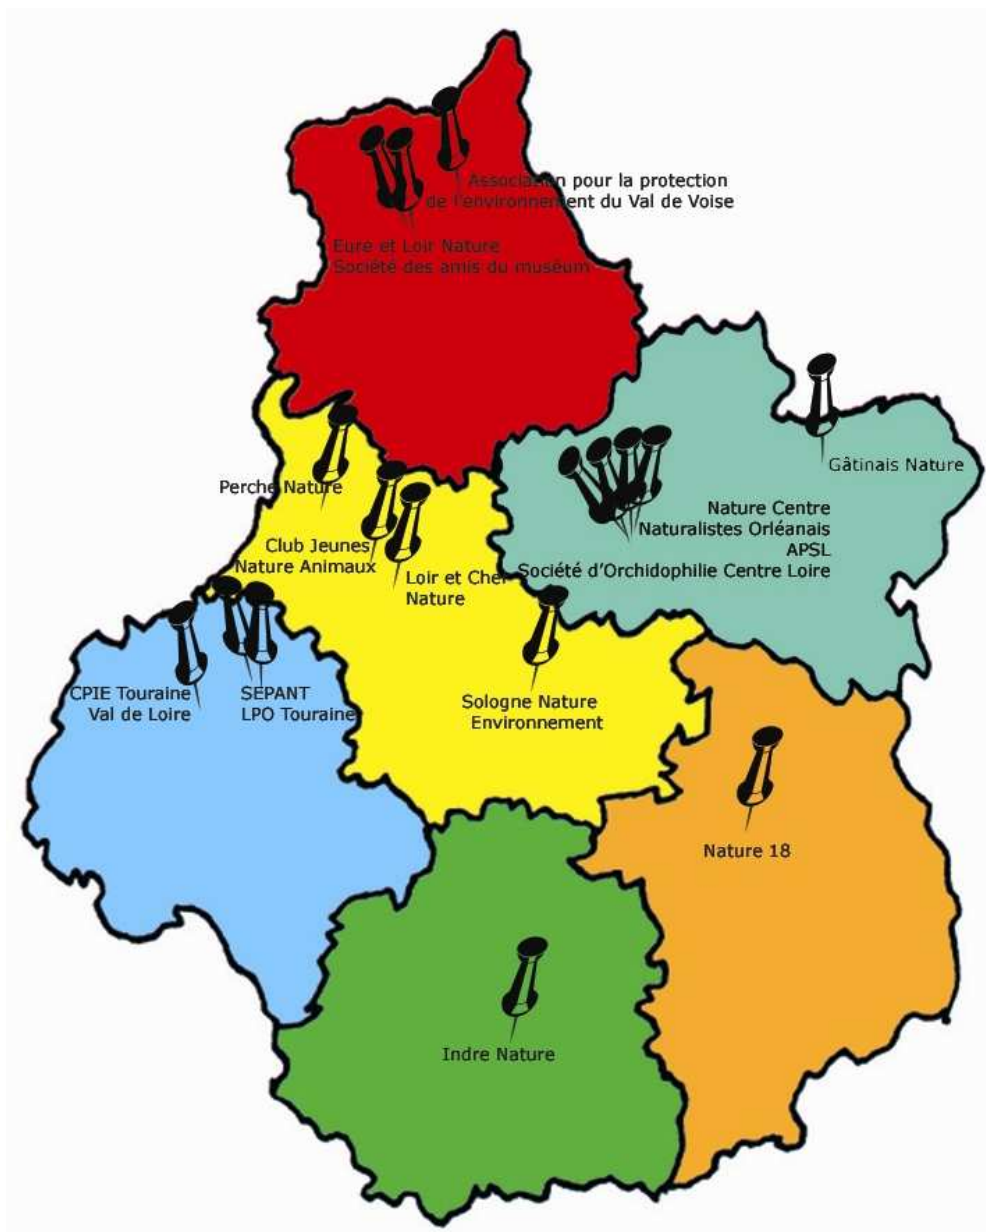 Association pour la protection
de l'environnement du Val de Voise
Eure et Loir Nature
Société des amis du muséum
Gâtinais Nature
Perche Nature
Nature Centre
Naturalistes Orléanais
APSL
Société d'Orchidophilie Centre Loire
Club Jeunes
Nature Animaux
Loir et Cher
Nature
CPIE Touraine
Val de Loire
SEPANT
LPO Touraine
Sologne Nature
Environnement
Nature 18
Indre Nature